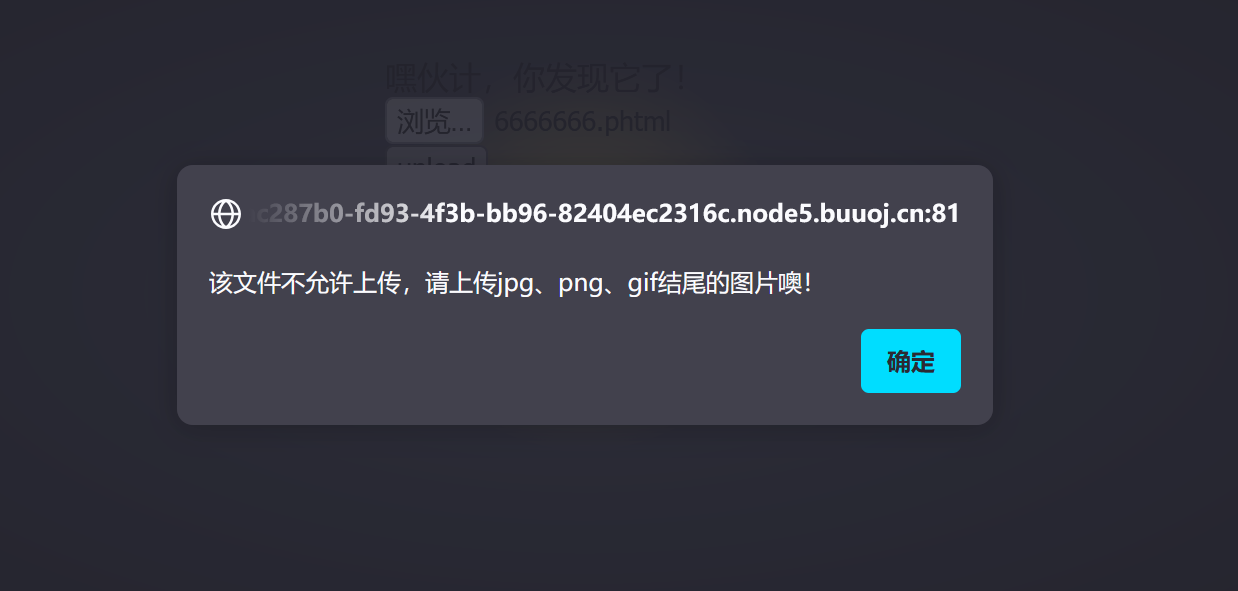 嘿伙计，你发现它了！
浏览... 6666666.phtml
upload
c287b0-fd93-4f3b-bb96-82404ec2316c.node5.buuoj.cn:81
该文件不允许上传，请上传jpg、png、gif结尾的图片噢！
确定